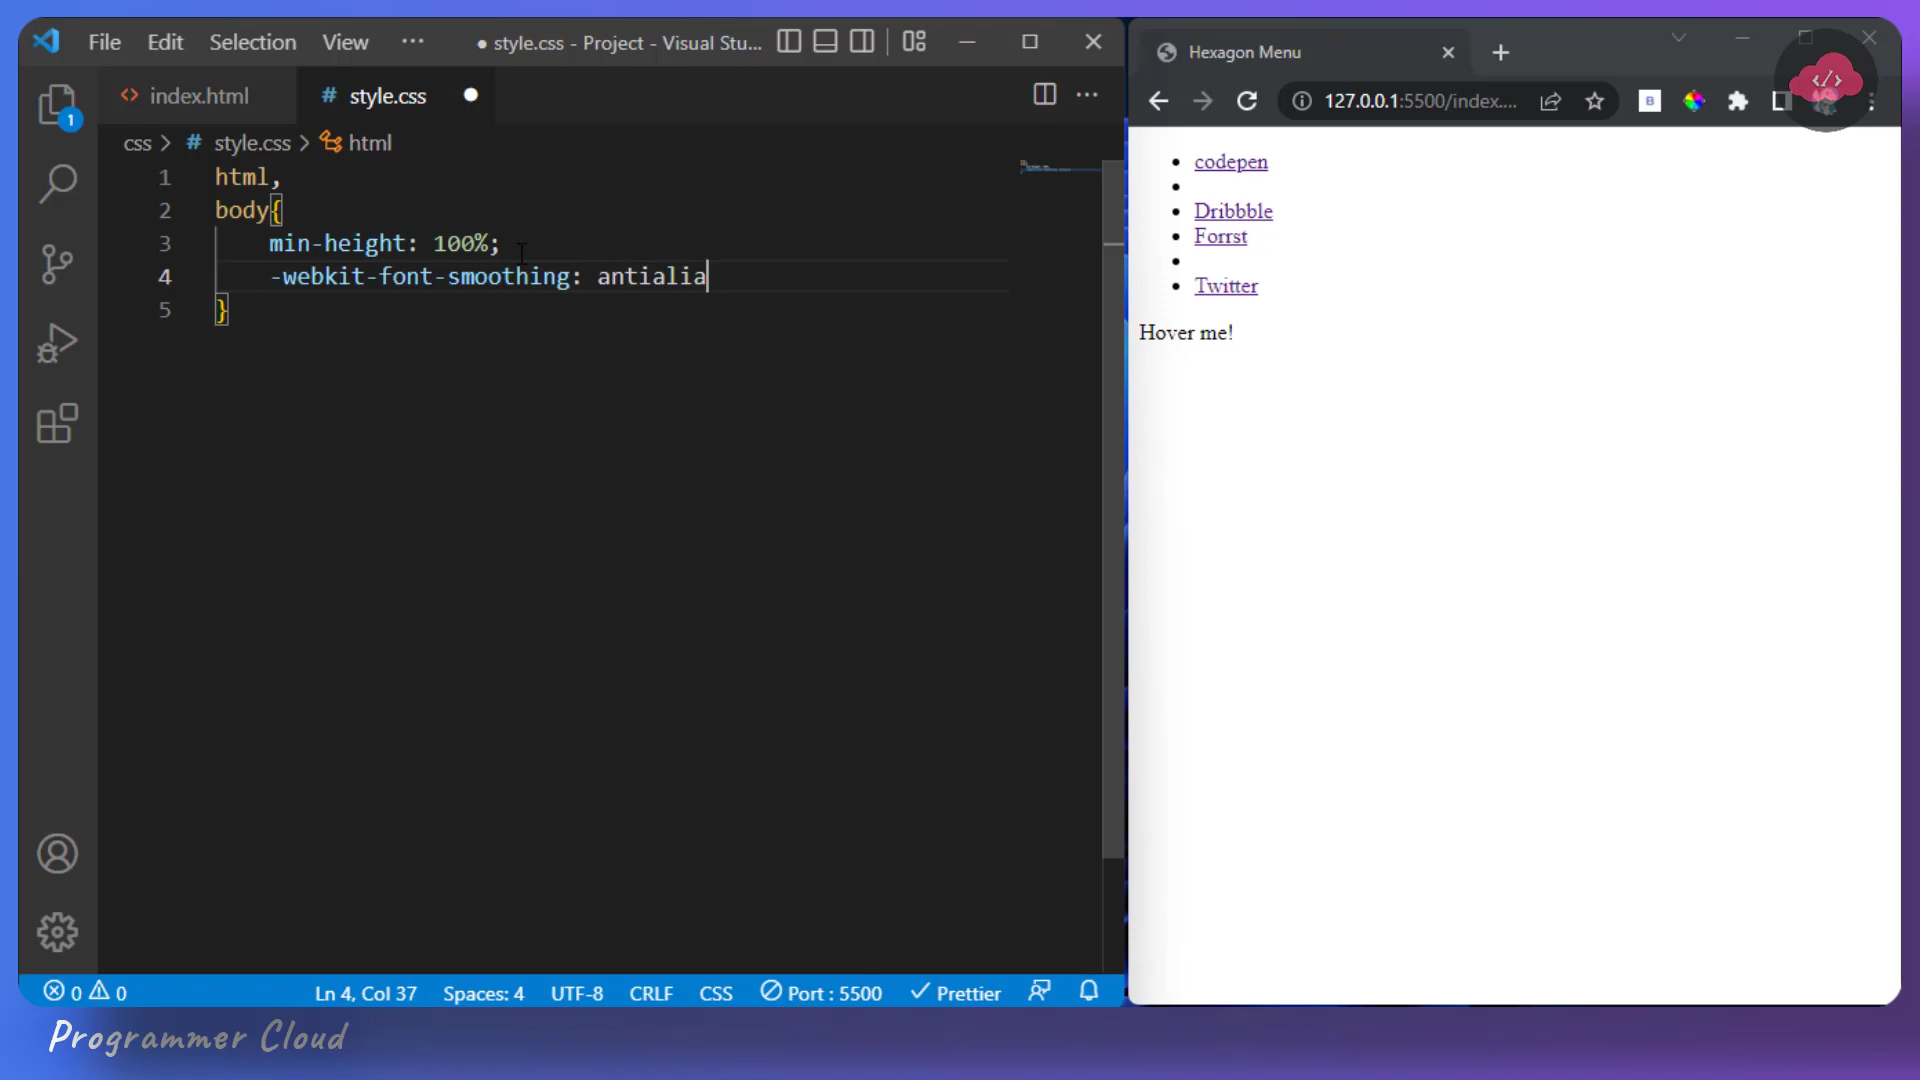 File Edit Selection View ··· ● style.css - Project - Visual Stu...
index.html # style.css ●
css > # style.css > html
1 html,
2 body{
3 min-height: 100%;
4 -webkit-font-smoothing: antialia
5 }
1
0 0 Ln 4, Col 37 Spaces: 4 UTF-8 CRLF CSS Port : 5500 Prettier
Programmer Cloud
Hexagon Menu
127.0.0.1:5500/index....
B
</>
• codepen
•
• Dribbble
• Forrst
•
• Twitter
Hover me!